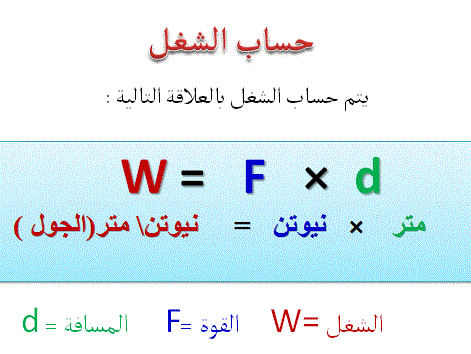 حساب الشغل
يتم حساب الشغل بالعلاقة التالية :
W = F × d
متر × نيوتن = نيوتن\ متر(الجول )
الشغل =W القوة =F المسافة = d